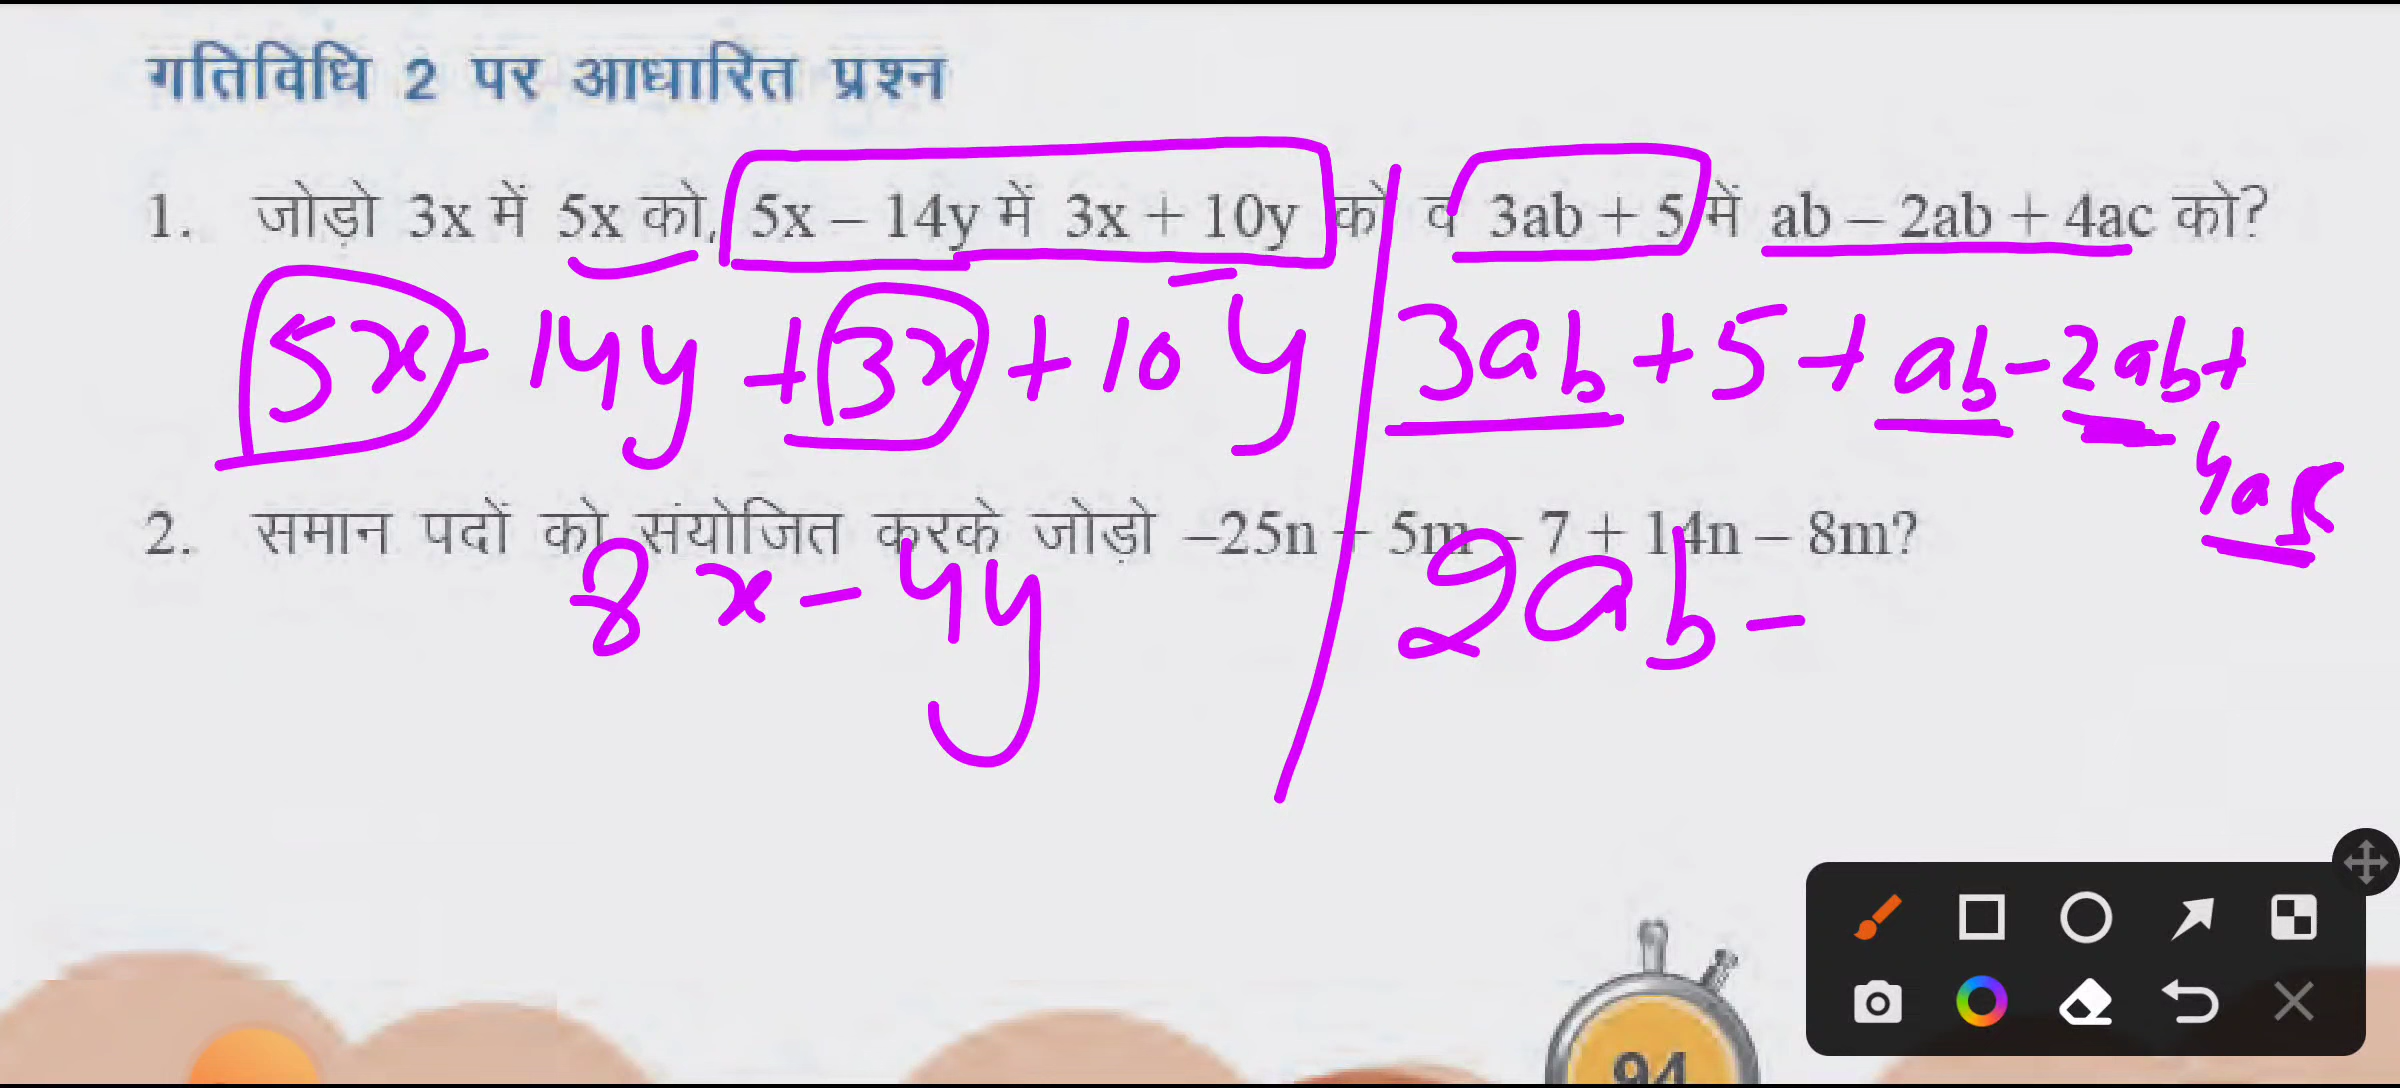 गतिविधि 2 पर आधारित प्रश्न
1. जोड़ो 3x में 5x को, 5x – 14y में 3x + 10y को व 3ab + 5 में ab – 2ab + 4ac को?
5x - 14y + 3x + 10y
3ab + 5 + ab - 2ab +
2. समान पदों को संयोजित करके जोड़ो –25n + 5m – 7 + 14n – 8m?
8x - 4y
2ab -
94